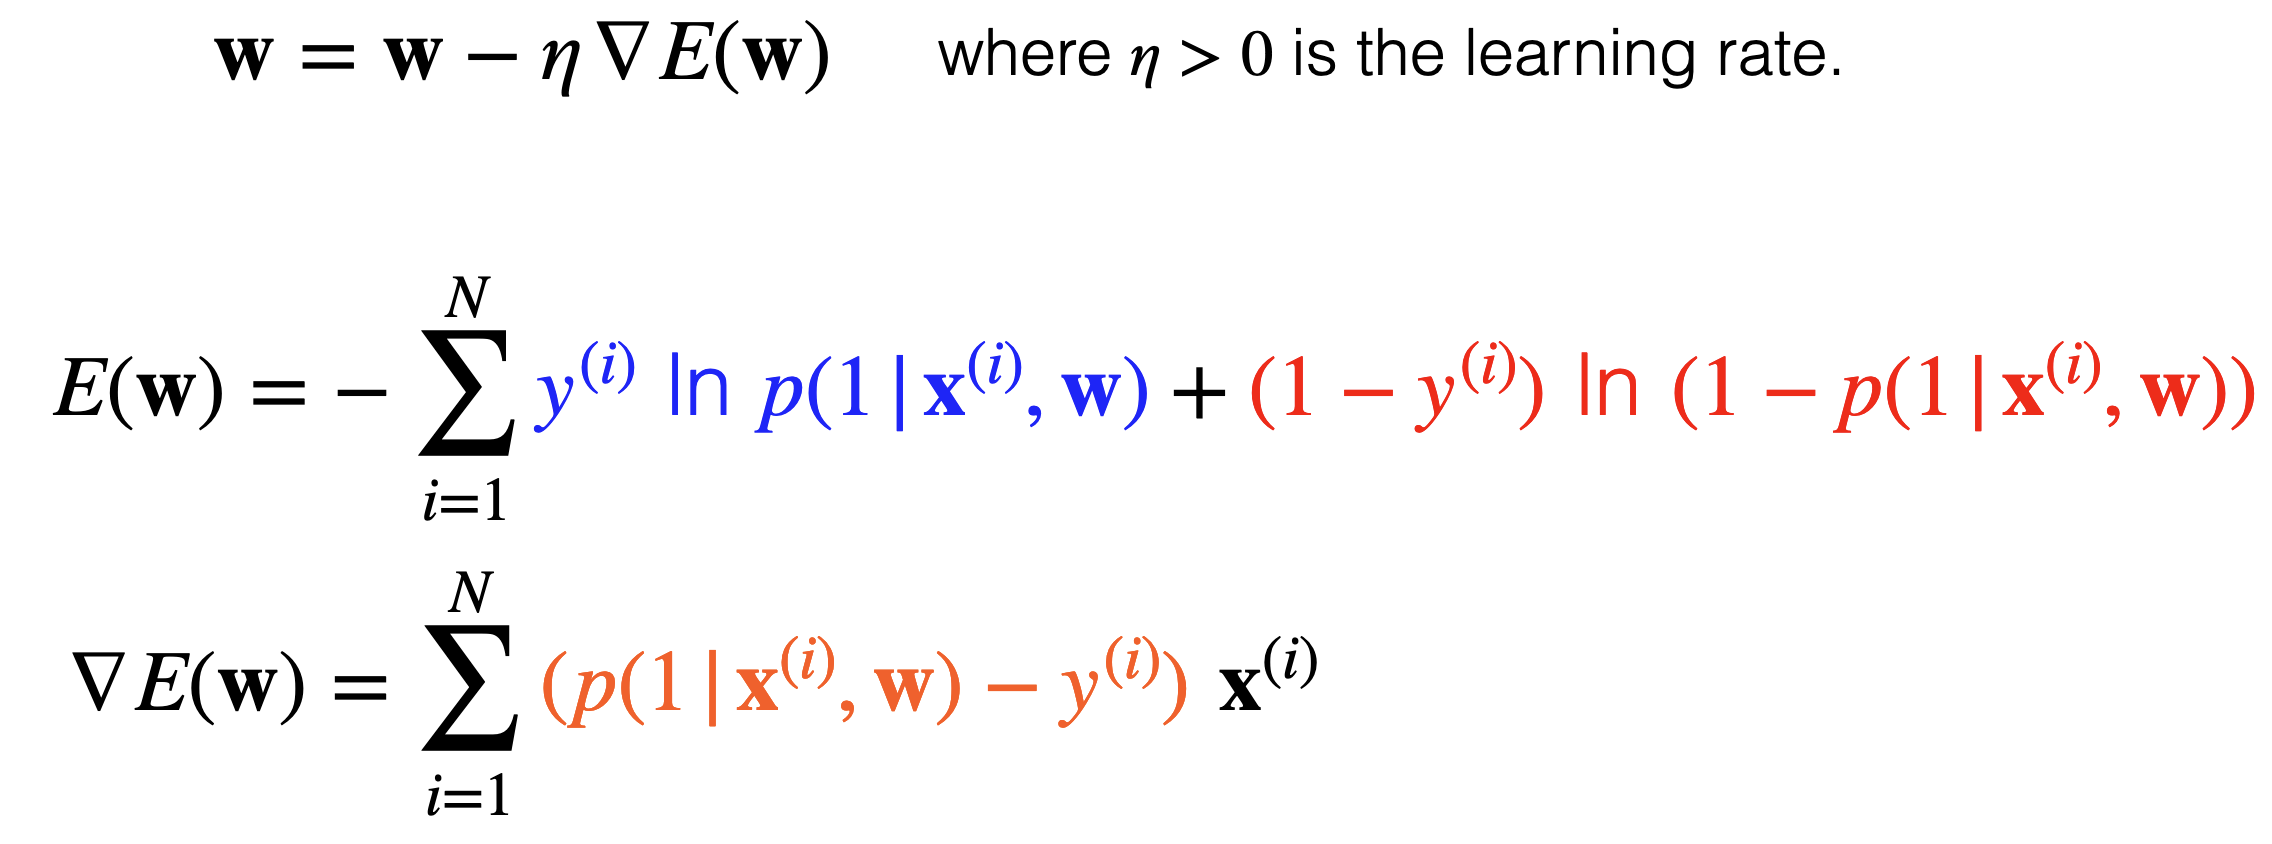 w = w − η ∇E(w) where η > 0 is the learning rate.
E(w) = − ∑_{i=1}^{N} y^{(i)} ln p(1 | x^{(i)}, w) + (1 − y^{(i)}) ln (1 − p(1 | x^{(i)}, w))
∇E(w) = ∑_{i=1}^{N} (p(1 | x^{(i)}, w) − y^{(i)}) x^{(i)}